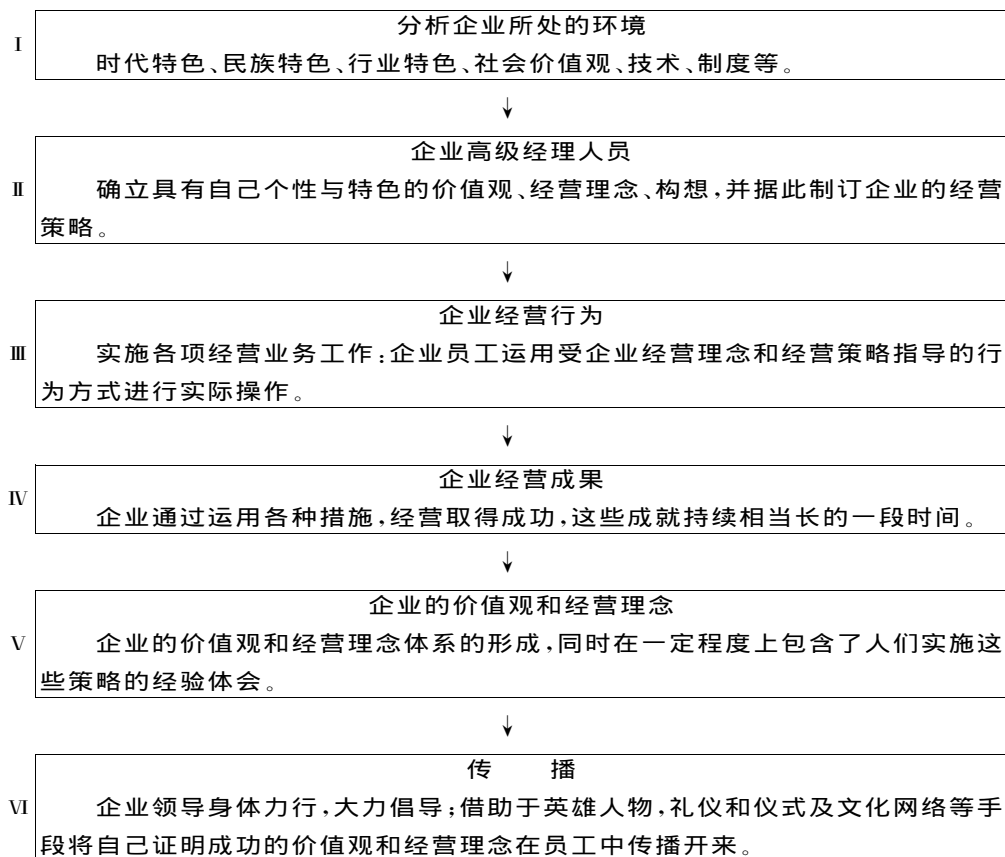 Ⅰ
分析企业所处的环境
时代特色、民族特色、行业特色、社会价值观、技术、制度等。
↓
企业高级经理人员
Ⅱ
确立具有自己个性与特色的价值观、经营理念、构想,并据此制订企业的经营
策略。
↓
企业经营行为
Ⅲ
实施各项经营业务工作:企业员工运用受企业经营理念和经营策略指导的行
为方式进行实际操作。
↓
企业经营成果
Ⅳ
企业通过运用各种措施,经营取得成功,这些成就持续相当长的一段时间。
↓
企业的价值观和经营理念
Ⅴ
企业的价值观和经营理念体系的形成,同时在一定程度上包含了人们实施这
些策略的经验体会。
↓
传 播
Ⅵ
企业领导身体力行,大力倡导;借助于英雄人物,礼仪和仪式及文化网络等手
段将自己证明成功的价值观和经营理念在员工中传播开来。